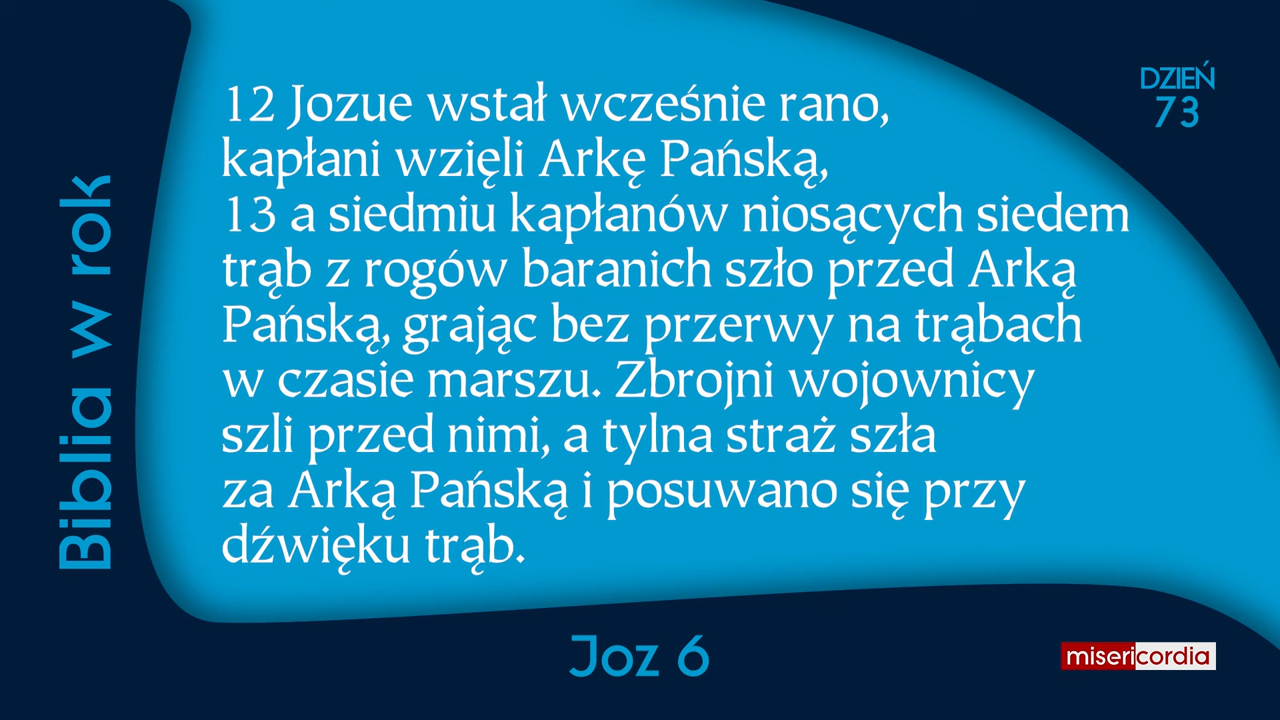 DZIEŃ
73
12 Jozue wstał wcześnie rano,
kapłani wzięli Arkę Pańską,
13 a siedmiu kapłanów niosących siedem
trąb z rogów baranich szło przed Arką
Pańską, grając bez przerwy na trąbach
w czasie marszu. Zbrojni wojownicy
szli przed nimi, a tylna straż szła
za Arką Pańską i posuwano się przy
dźwięku trąb.
Biblia w rok
Joz 6
misericordia